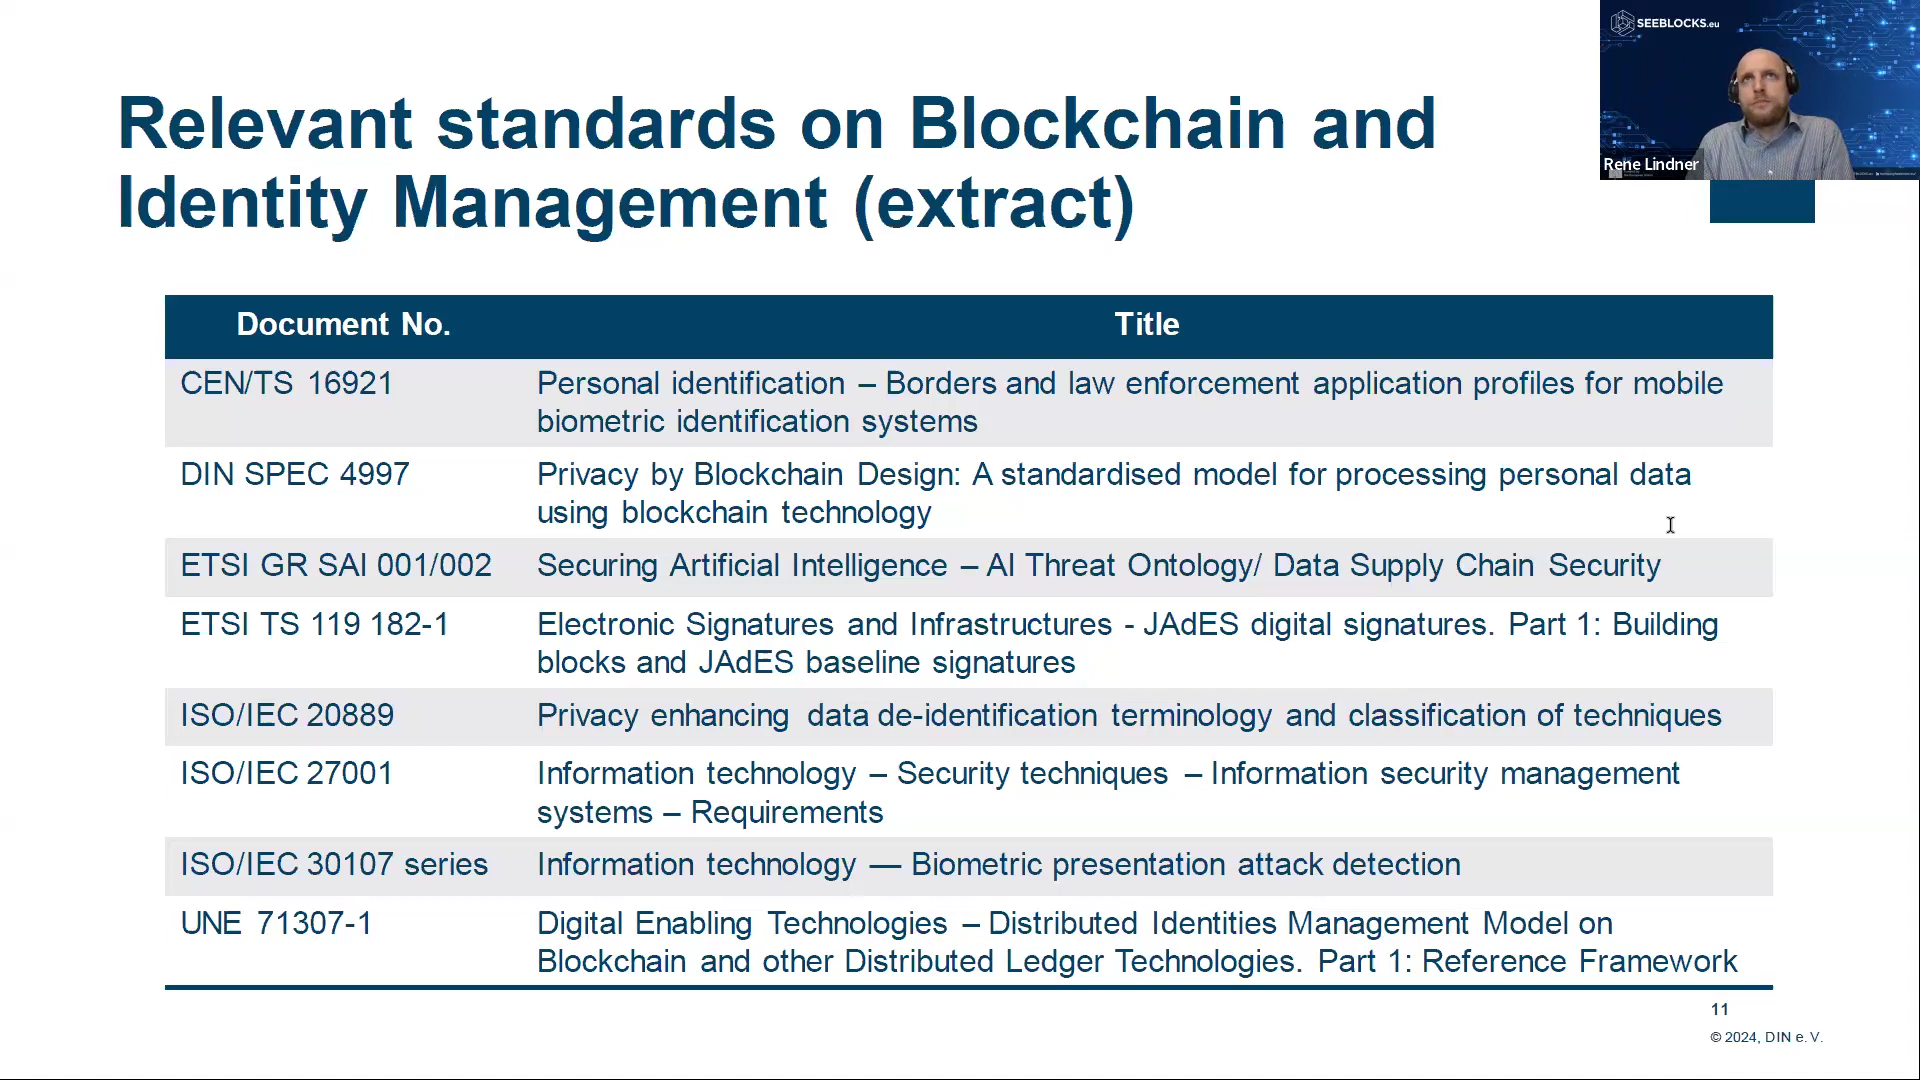 SEEBLOCKS.eu
Rene Lindner
Relevant standards on Blockchain and
Identity Management (extract)
Document No. Title
CEN/TS 16921 Personal identification – Borders and law enforcement application profiles for mobile
biometric identification systems
DIN SPEC 4997 Privacy by Blockchain Design: A standardised model for processing personal data
using blockchain technology
ETSI GR SAI 001/002 Securing Artificial Intelligence – AI Threat Ontology/ Data Supply Chain Security
ETSI TS 119 182-1 Electronic Signatures and Infrastructures - JAdES digital signatures. Part 1: Building
blocks and JAdES baseline signatures
ISO/IEC 20889 Privacy enhancing data de-identification terminology and classification of techniques
ISO/IEC 27001 Information technology – Security techniques – Information security management
systems – Requirements
ISO/IEC 30107 series Information technology — Biometric presentation attack detection
UNE 71307-1 Digital Enabling Technologies – Distributed Identities Management Model on
Blockchain and other Distributed Ledger Technologies. Part 1: Reference Framework
11
© 2024, DIN e. V.